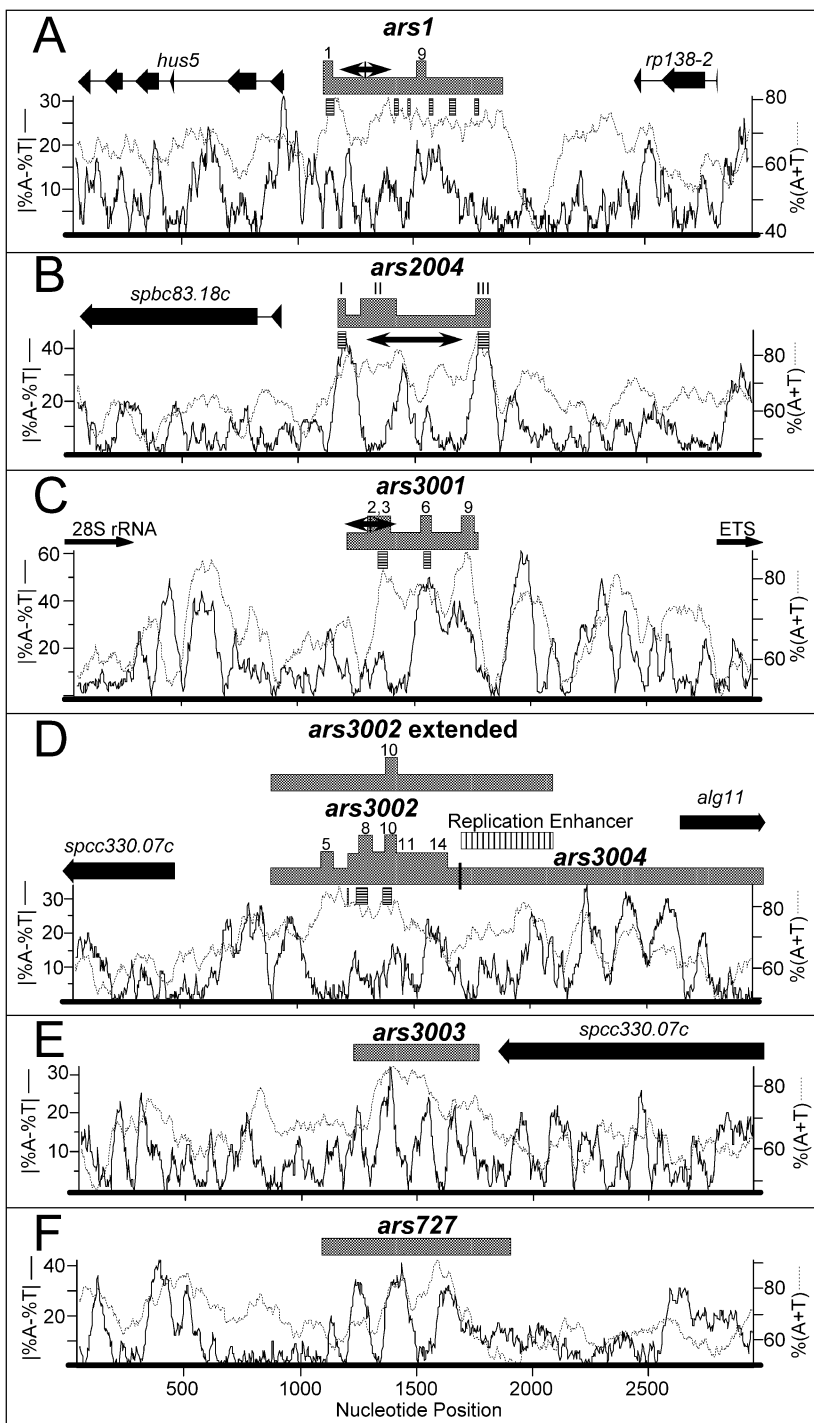 A
ars1
hus5
1
9
rp138-2
|%A-%T|
30
20
10
80
60
40
%(A+T)
B
ars2004
spbc83.18c
I
II
III
|%A-%T|
40
20
80
60
%(A+T)
C
ars3001
28S rRNA
2,3
6
9
ETS
|%A-%T|
60
40
20
80
60
%(A+T)
D
ars3002 extended
10
ars3002
spcc330.07c
5
8
10
11
14
Replication Enhancer
ars3004
alg11
|%A-%T|
30
20
10
80
60
%(A+T)
E
ars3003
spcc330.07c
|%A-%T|
30
20
10
80
60
%(A+T)
F
ars727
|%A-%T|
40
20
80
60
%(A+T)
500
1000
1500
2000
2500
Nucleotide Position